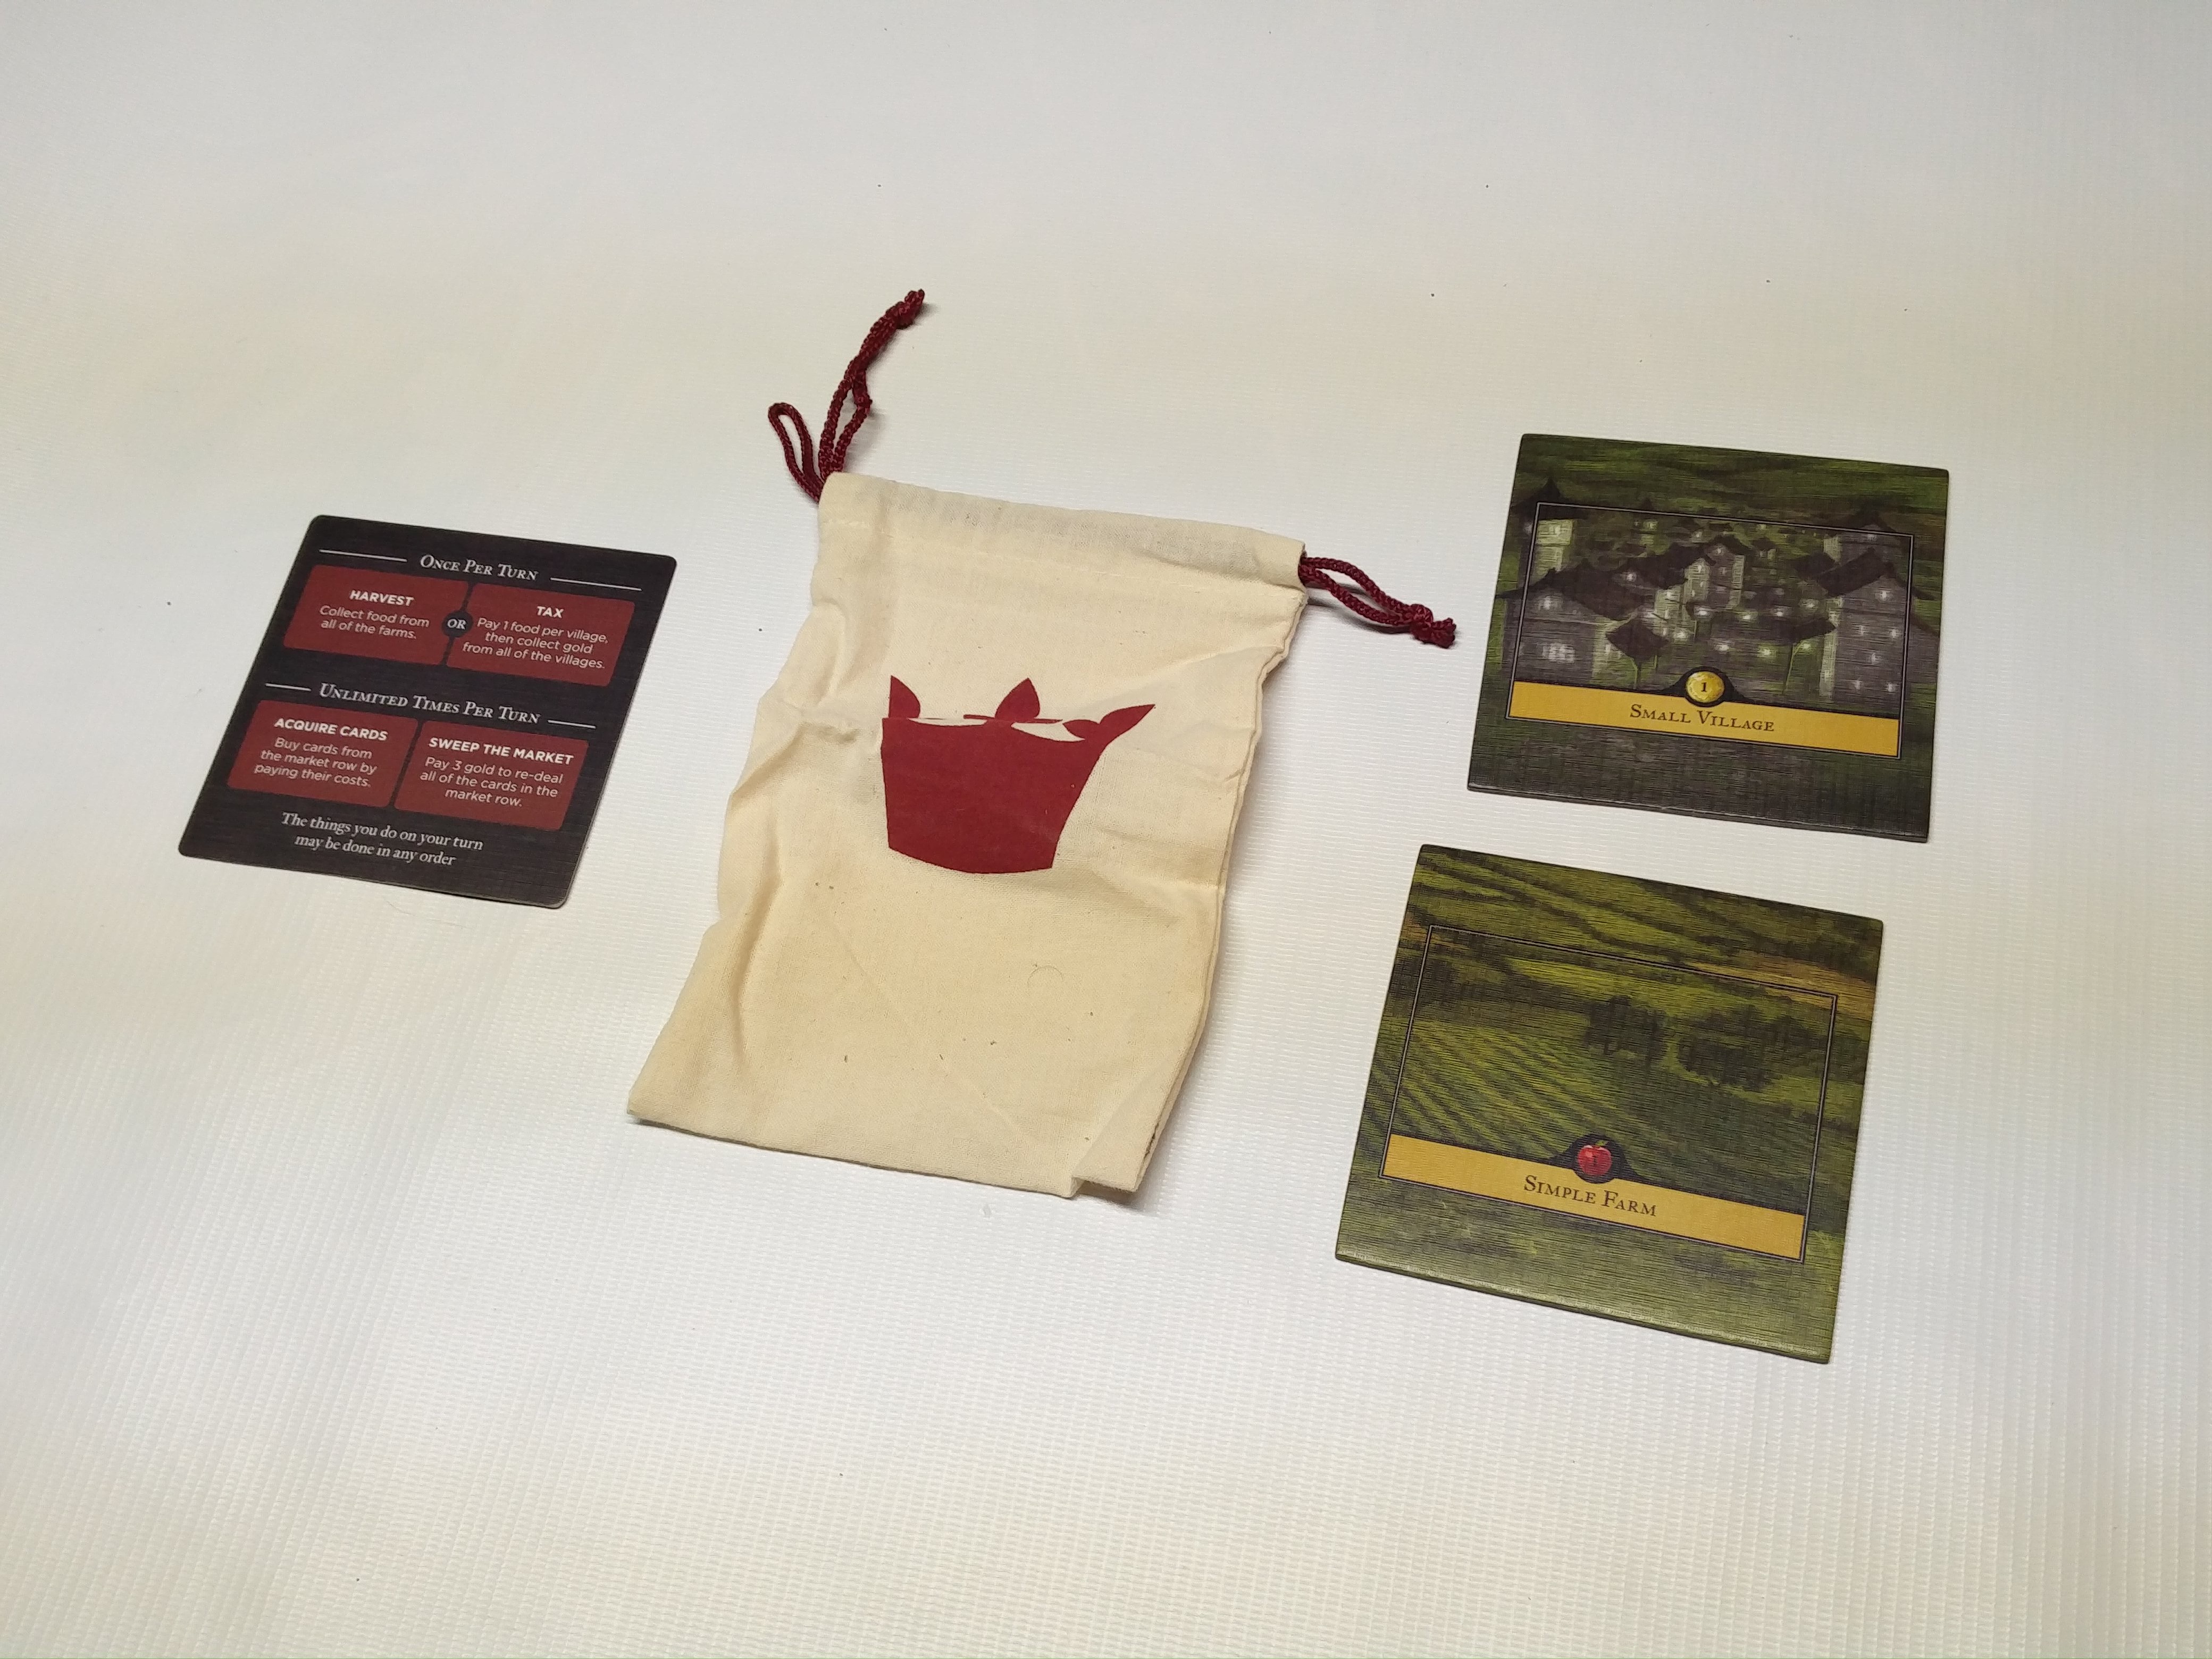 ONCE PER TURN
HARVEST
Collect food from
all of the farms.
OR
TAX
Pay 1 food per village,
then collect gold
from all of the villages.
UNLIMITED TIMES PER TURN
ACQUIRE CARDS
Buy cards from
the market row by
paying their costs.
SWEEP THE MARKET
Pay 3 gold to re-deal
all of the cards in the
market row.
The things you do on your turn
may be done in any order
1
SMALL VILLAGE
1
SIMPLE FARM